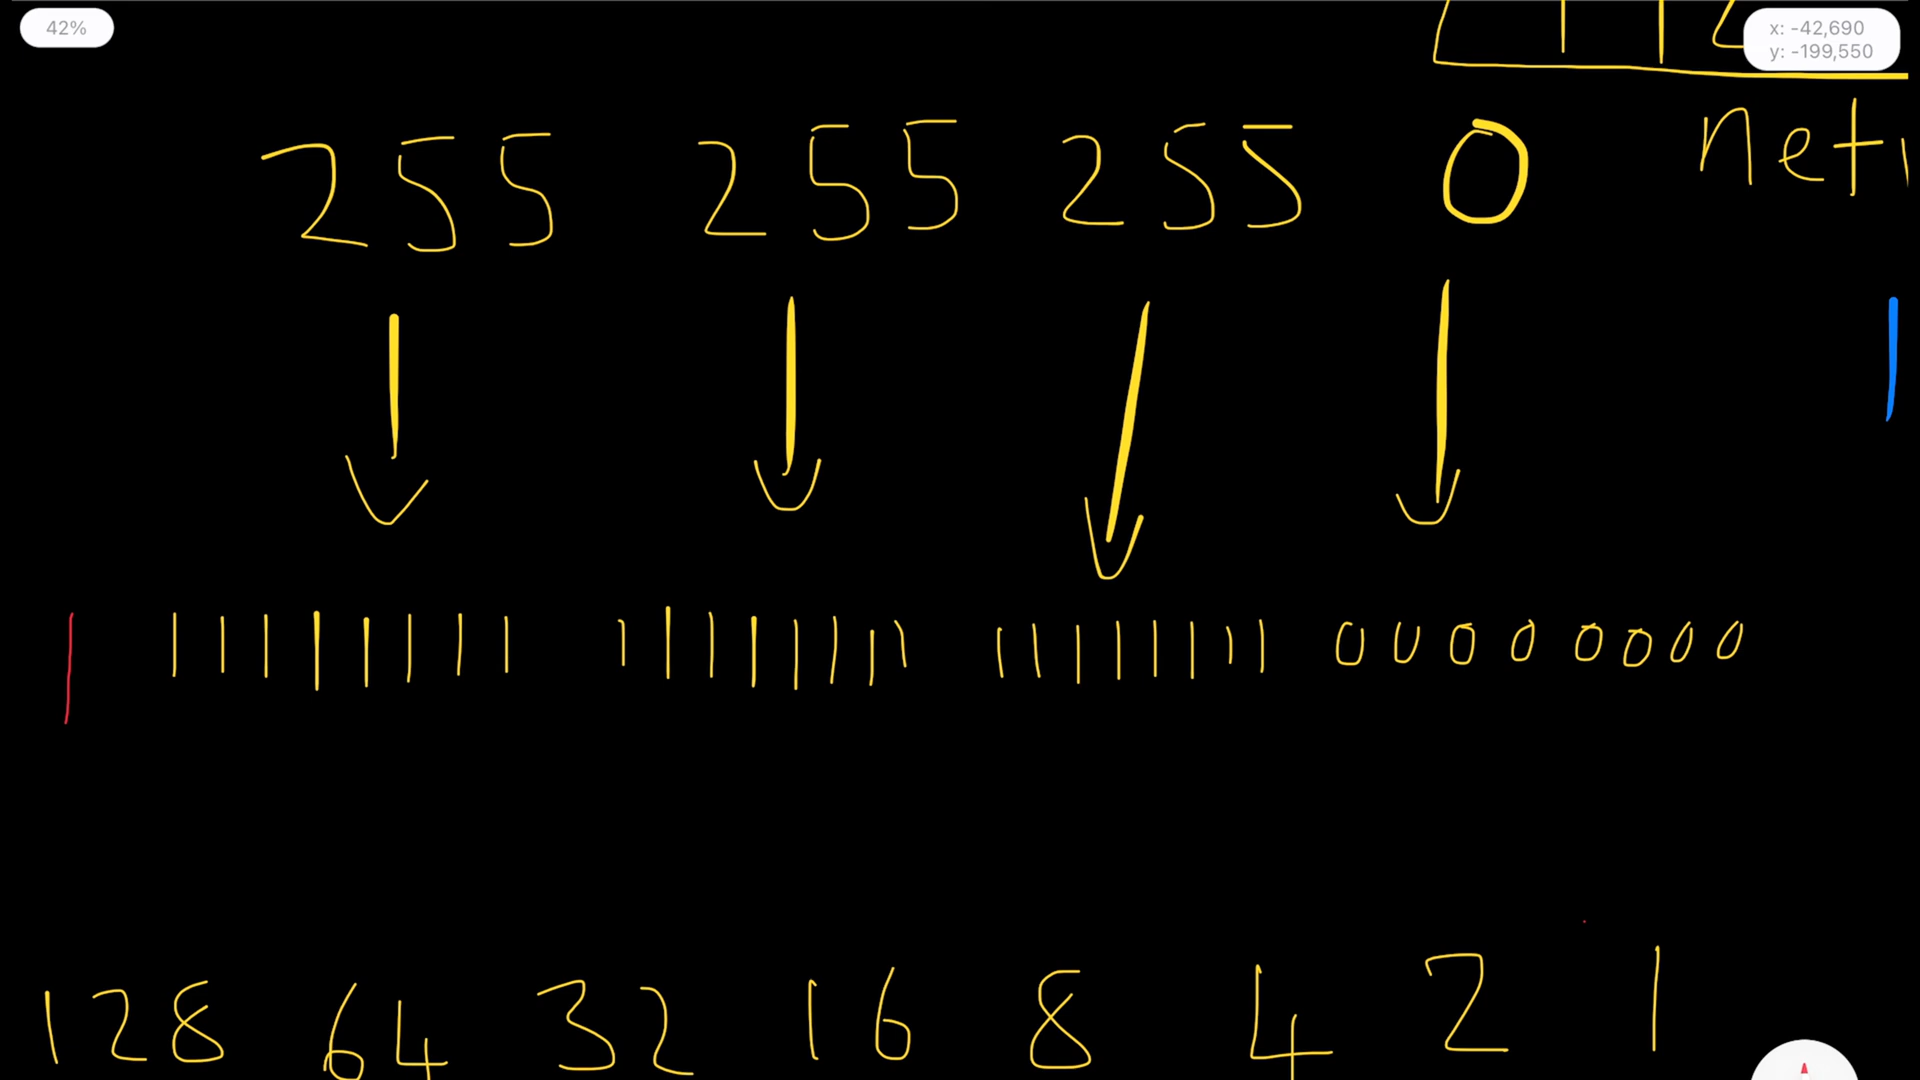 42%
x: -42,690
y: -199,550
255 255 255 0 net
11111111 11111111 11111111 00000000
128 64 32 16 8 4 2 1